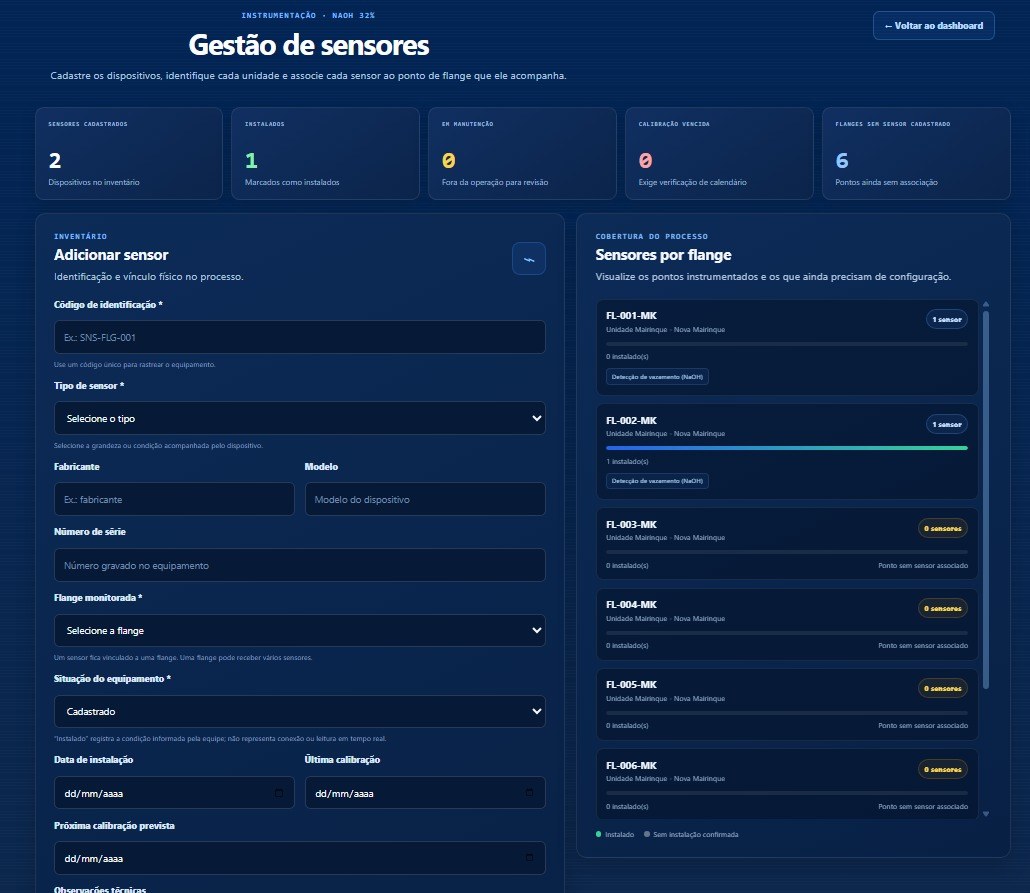 INSTRUMENTAÇÃO · NAOH 32%
Gestão de sensores
Cadastre os dispositivos, identifique cada unidade e associe cada sensor ao ponto de flange que ele acompanha.
← Voltar ao dashboard
SENSORES CADASTRADOS
2
Dispositivos no inventário
INSTALADOS
1
Marcados como instalados
EM MANUTENÇÃO
0
Fora da operação para revisão
CALIBRAÇÃO VENCIDA
0
Exige verificação de calendário
FLANGES SEM SENSOR CADASTRADO
6
Pontos ainda sem associação
INVENTÁRIO
Adicionar sensor
Identificação e vínculo físico no processo.
Código de identificação *
Ex.: SNS-FLG-001
Use um código único para rastrear o equipamento.
Tipo de sensor *
Selecione o tipo
Selecione a grandeza ou condição acompanhada pelo dispositivo.
Fabricante
Modelo
Ex.: fabricante
Modelo do dispositivo
Número de série
Número gravado no equipamento
Flange monitorada *
Selecione a flange
Um sensor fica vinculado a uma flange. Uma flange pode receber vários sensores.
Situação do equipamento *
Cadastrado
"Instalado" registra a condição informada pela equipe; não representa conexão ou leitura em tempo real.
Data de instalação
Última calibração
dd/mm/aaaa
dd/mm/aaaa
Próxima calibração prevista
dd/mm/aaaa
Observações técnicas
COBERTURA DO PROCESSO
Sensores por flange
Visualize os pontos instrumentados e os que ainda precisam de configuração.
FL-001-MK
1 sensor
Unidade Mairinque · Nova Mairinque
0 instalado(s)
Detecção de vazamento (NaOH)
FL-002-MK
1 sensor
Unidade Mairinque · Nova Mairinque
1 instalado(s)
Detecção de vazamento (NaOH)
FL-003-MK
0 sensores
Unidade Mairinque · Nova Mairinque
0 instalado(s)
Ponto sem sensor associado
FL-004-MK
0 sensores
Unidade Mairinque · Nova Mairinque
0 instalado(s)
Ponto sem sensor associado
FL-005-MK
0 sensores
Unidade Mairinque · Nova Mairinque
0 instalado(s)
Ponto sem sensor associado
FL-006-MK
0 sensores
Unidade Mairinque · Nova Mairinque
0 instalado(s)
Ponto sem sensor associado
Instalado
Sem instalação confirmada